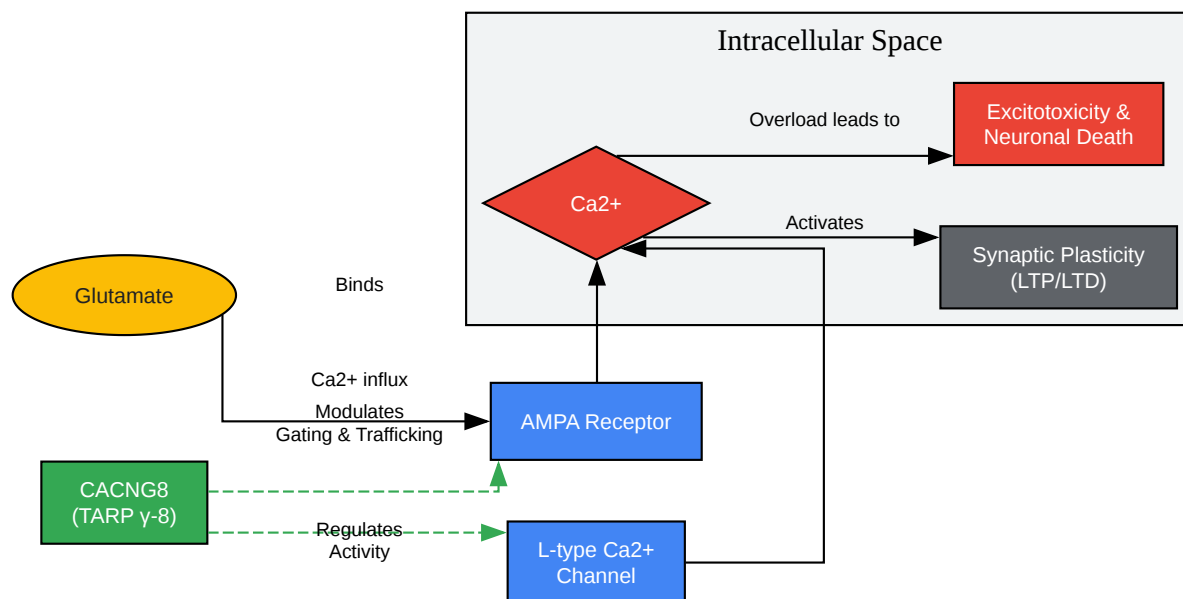 Intracellular Space
Overload leads to
Excitotoxicity &
Neuronal Death
Ca2+
Activates
Synaptic Plasticity
(LTP/LTD)
Glutamate
Binds
Ca2+ influx
Modulates
Gating & Trafficking
AMPA Receptor
CACNG8
(TARP γ-8)
Regulates
Activity
L-type Ca2+
Channel